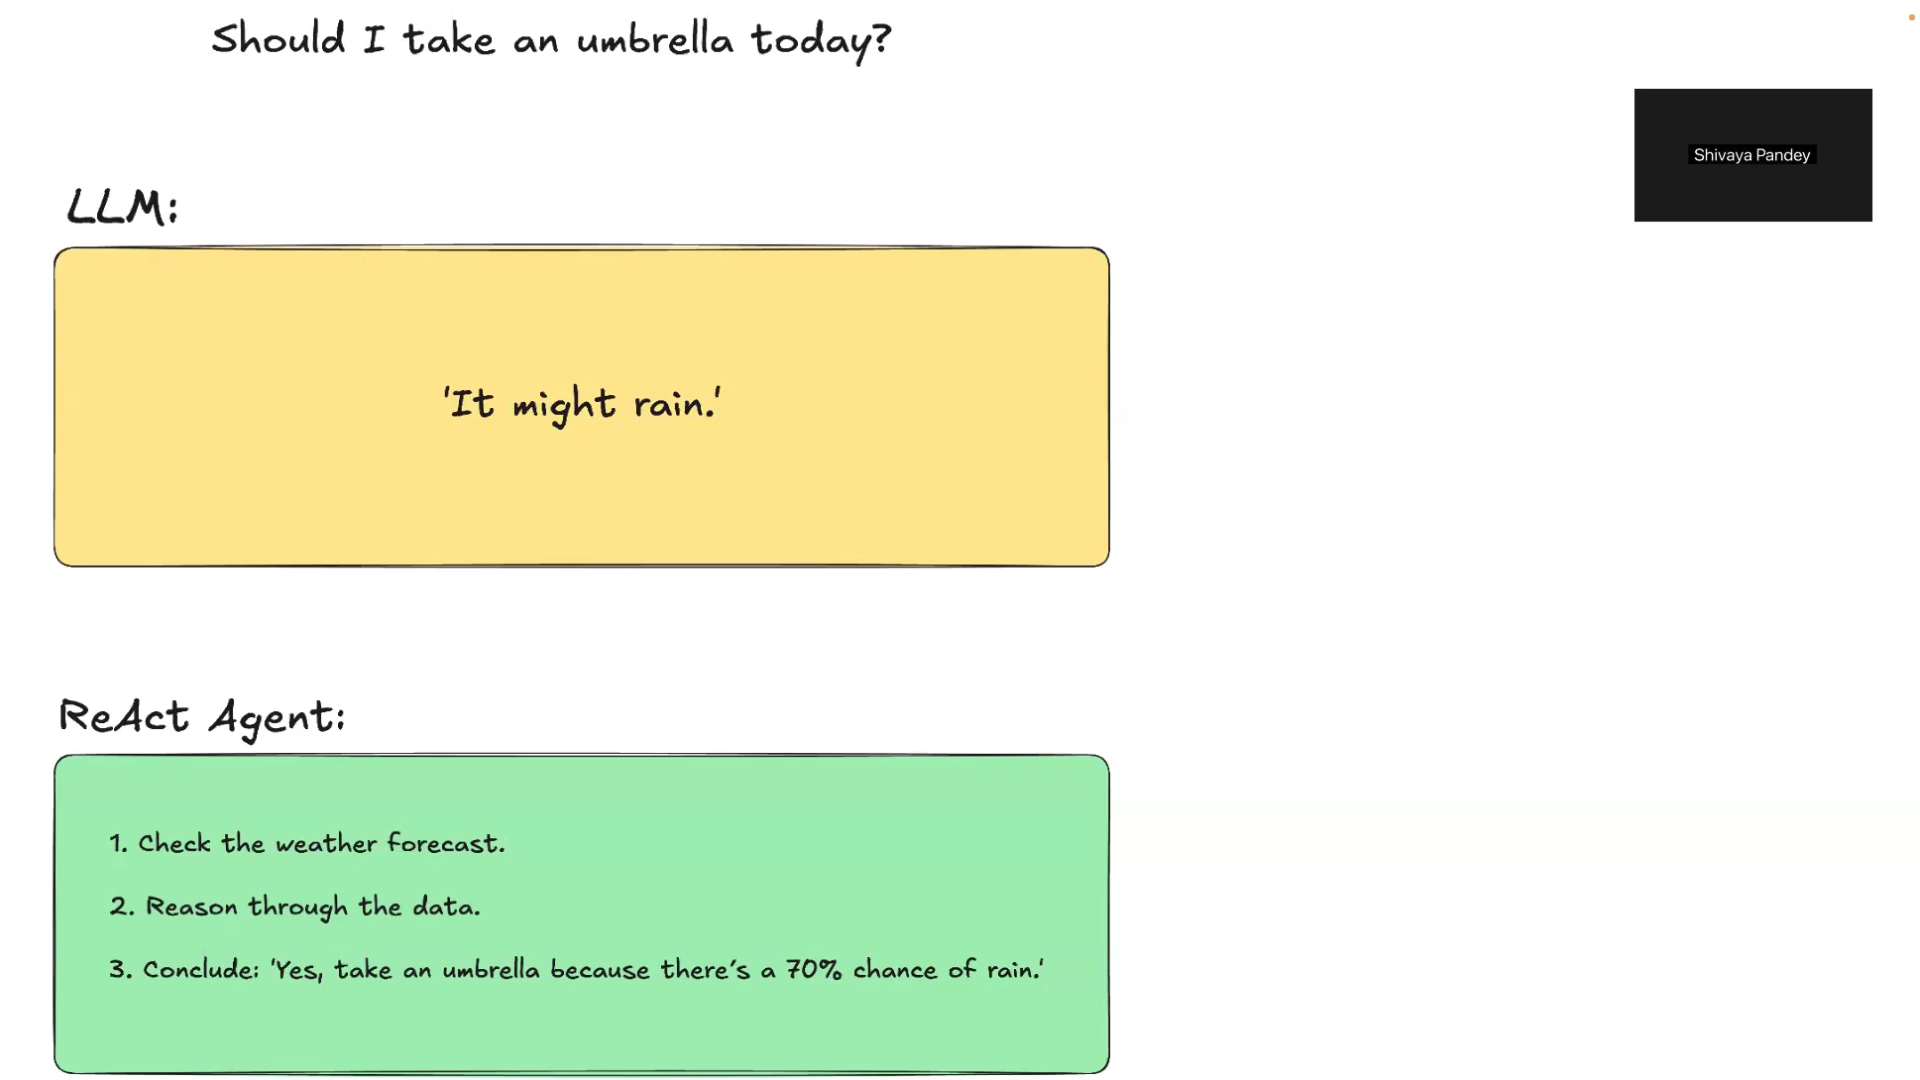 Should I take an umbrella today?
Shivaya Pandey
LLM:
'It might rain.'
ReAct Agent:
1. Check the weather forecast.
2. Reason through the data.
3. Conclude: 'Yes, take an umbrella because there's a 70% chance of rain.'